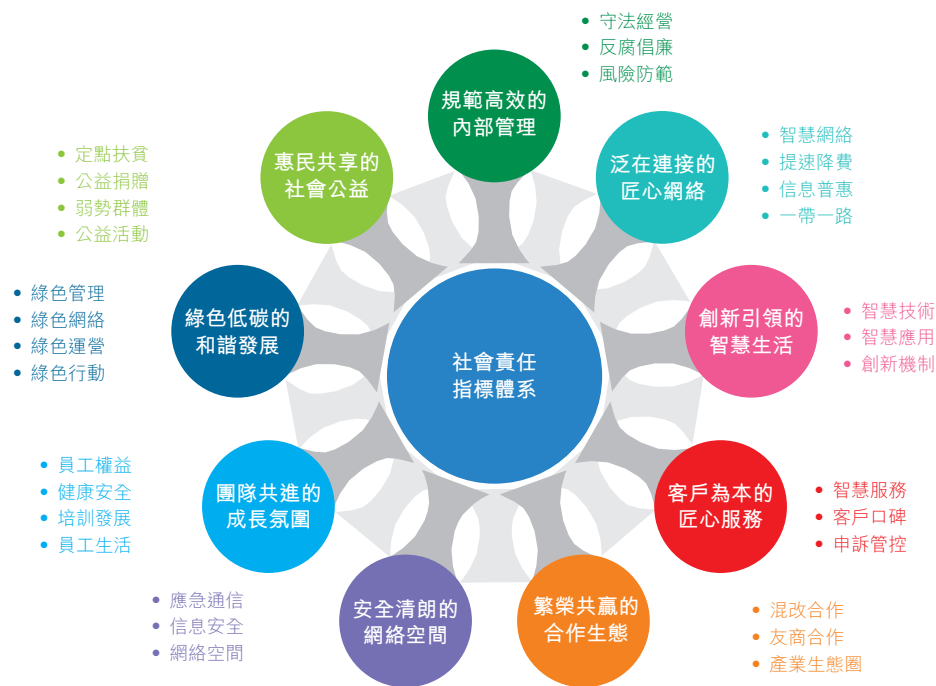 • 守法經營
• 反腐倡廉
• 風險防範
規範高效的
內部管理
泛在連接的
匠心網絡
• 智慧網絡
• 提速降費
• 信息普惠
• 一帶一路
創新引領的
智慧生活
• 智慧技術
• 智慧應用
• 創新機制
客戶為本的
匠心服務
• 智慧服務
• 客戶口碑
• 申訴管控
繁榮共贏的
合作生態
• 混改合作
• 友商合作
• 產業生態圈
安全清朗的
網絡空間
• 應急通信
• 信息安全
• 網絡空間
團隊共進的
成長氛圍
• 員工權益
• 健康安全
• 培訓發展
• 員工生活
綠色低碳的
和諧發展
• 綠色管理
• 綠色網絡
• 綠色運營
• 綠色行動
惠民共享的
社會公益
• 定點扶貧
• 公益捐贈
• 弱勢群體
• 公益活動
社會責任
指標體系